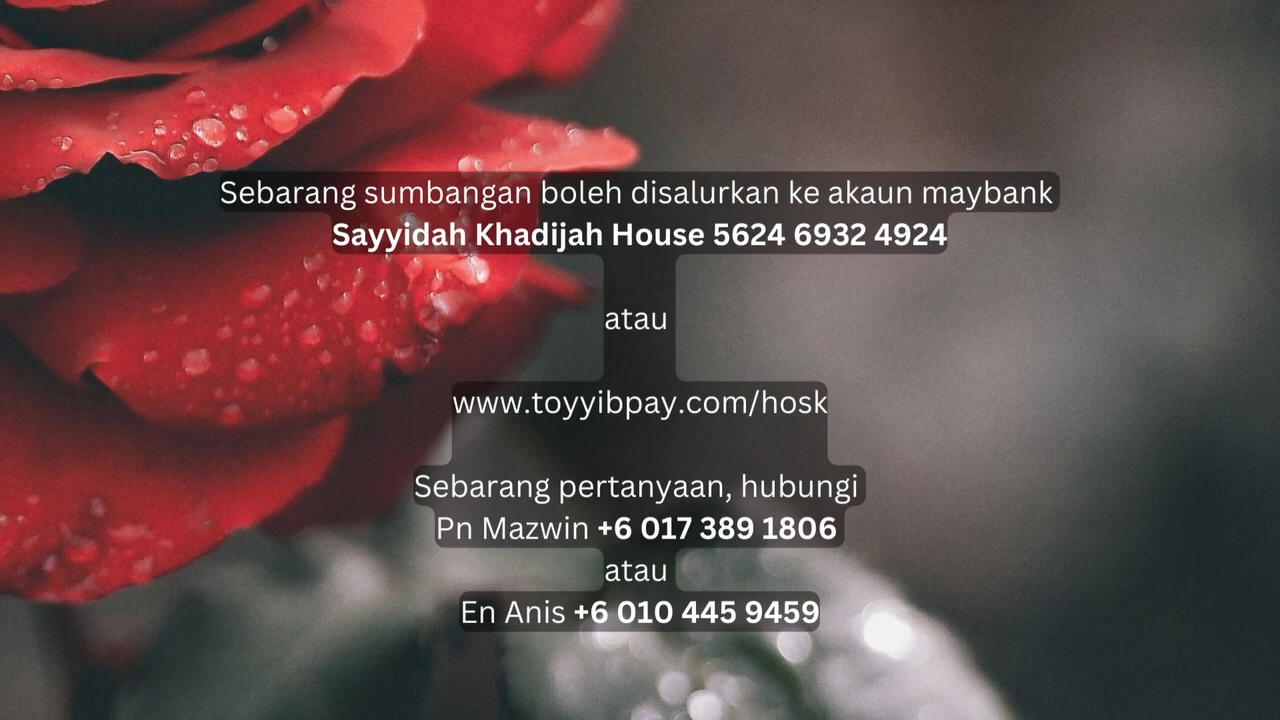 Sebarang sumbangan boleh disalurkan ke akaun maybank
Sayyidah Khadijah House 5624 6932 4924
atau
www.toyyibpay.com/hosk
Sebarang pertanyaan, hubungi
Pn Mazwin +6 017 389 1806
atau
En Anis +6 010 445 9459